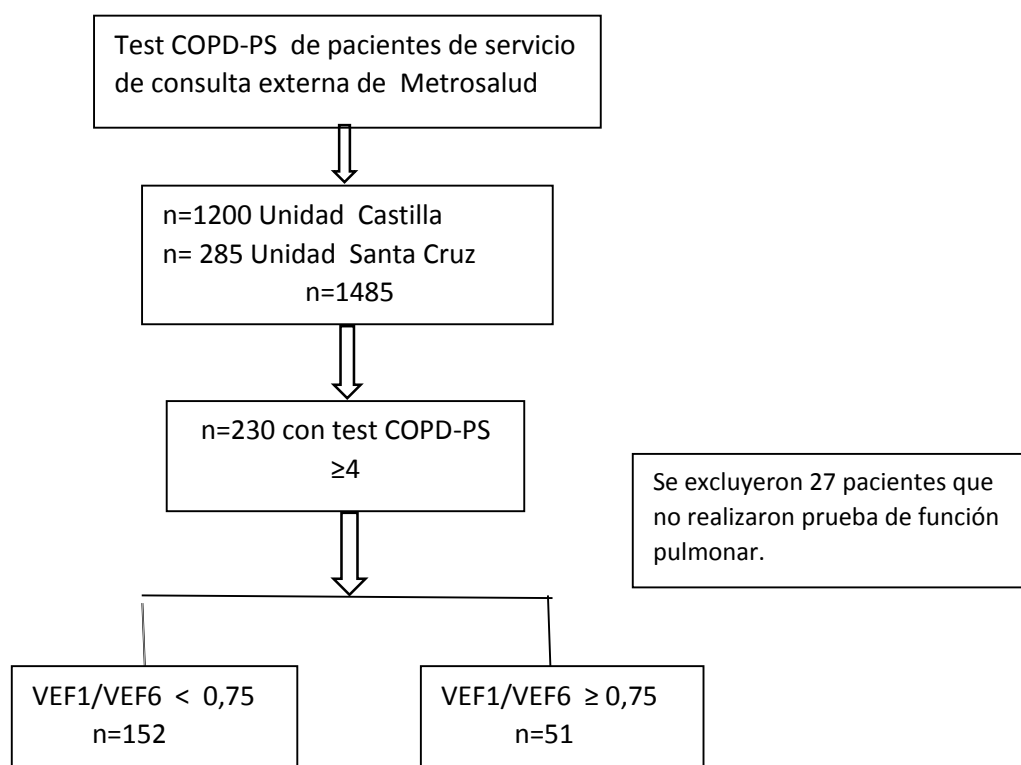 Test COPD-PS de pacientes de servicio
de consulta externa de Metrosalud
n=1200 Unidad Castilla
n= 285 Unidad Santa Cruz
n=1485
n=230 con test COPD-PS
≥4
Se excluyeron 27 pacientes que
no realizaron prueba de función
pulmonar.
VEF1/VEF6 < 0,75
n=152
VEF1/VEF6 ≥ 0,75
n=51